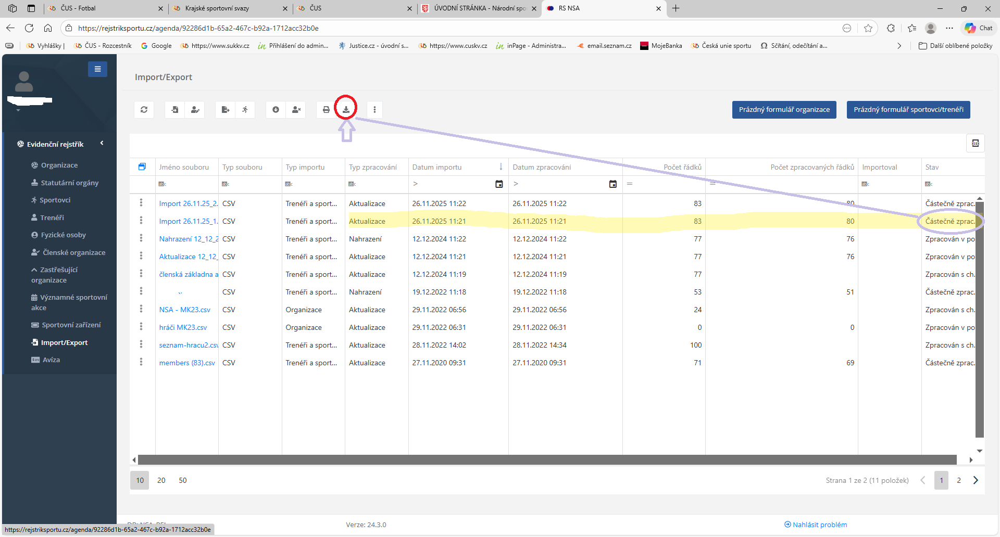 ČUS - Fotbal
Krajské sportovní svazy
ČUS
ÚVODNÍ STRÁNKA - Národní spo
RS NSA
https://rejstriksportu.cz/agenda/92286d1b-65a2-467c-b92a-1712acc32b0e
Chat
Vyhlášky |
ČUS - Rozcestník
Google
https://www.sukkv.cz
Přihlášení do admin...
Justice.cz - úvodní s...
https://www.cuskv.cz
inPage - Administra...
email.seznam.cz
MojeBanka
Česká unie sportu
Sčítání, odečítání a...
Další oblíbené položky
Evidenční rejstřík
Organizace
Statutární orgány
Sportovci
Trenéři
Fyzické osoby
Členské organizace
Zastřešující
organizace
Významné sportovní
akce
Sportovní zařízení
Import/Export
Avíza
Import/Export
Prázdný formulář organizace
Prázdný formulář sportovci/trenéři
xlsx
Jméno souboru Typ souboru Typ importu Typ zpracování Datum importu Datum zpracování Počet řádků Počet zpracovaných řádků Importoval Stav
Import 26.11.25_2. CSV Trenéři a sport... Aktualizace 26.11.2025 11:22 26.11.2025 11:22 83 80 Částečně zprac.
Import 26.11.25_1. CSV Trenéři a sport... Aktualizace 26.11.2025 11:21 26.11.2025 11:21 83 80 Částečně zprac.
Nahrazení 12_12_2 CSV Trenéři a sport... Nahrazení 12.12.2024 11:22 12.12.2024 11:22 77 76 Zpracován v po
Aktualizace 12_12_ CSV Trenéři a sport... Aktualizace 12.12.2024 11:21 12.12.2024 11:21 77 76 Zpracován v po
členská základna a CSV Trenéři a sport... Aktualizace 12.12.2024 11:19 12.12.2024 11:19 77 Zpracován s ch.
CSV Trenéři a sport... Nahrazení 19.12.2022 11:18 19.12.2022 11:18 53 51 Částečně zprac.
NSA - MK23.csv CSV Organizace Aktualizace 29.11.2022 06:56 29.11.2022 06:56 24 Zpracován s ch.
hráči MK23.csv CSV Organizace Aktualizace 29.11.2022 06:31 29.11.2022 06:31 0 0 Zpracován v po
seznam-hracu2.csv CSV Trenéři a sport... Aktualizace 28.11.2022 14:02 28.11.2022 14:34 100 Zpracován s ch.
members (83).csv CSV Trenéři a sport... Aktualizace 27.11.2020 09:31 27.11.2020 09:31 71 69 Částečně zprac.
10 20 50
Strana 1 ze 2 (11 položek) 1 2
Verze: 24.3.0
Nahlásit problém
https://rejstriksportu.cz/agenda/92286d1b-65a2-467c-b92a-1712acc32b0e